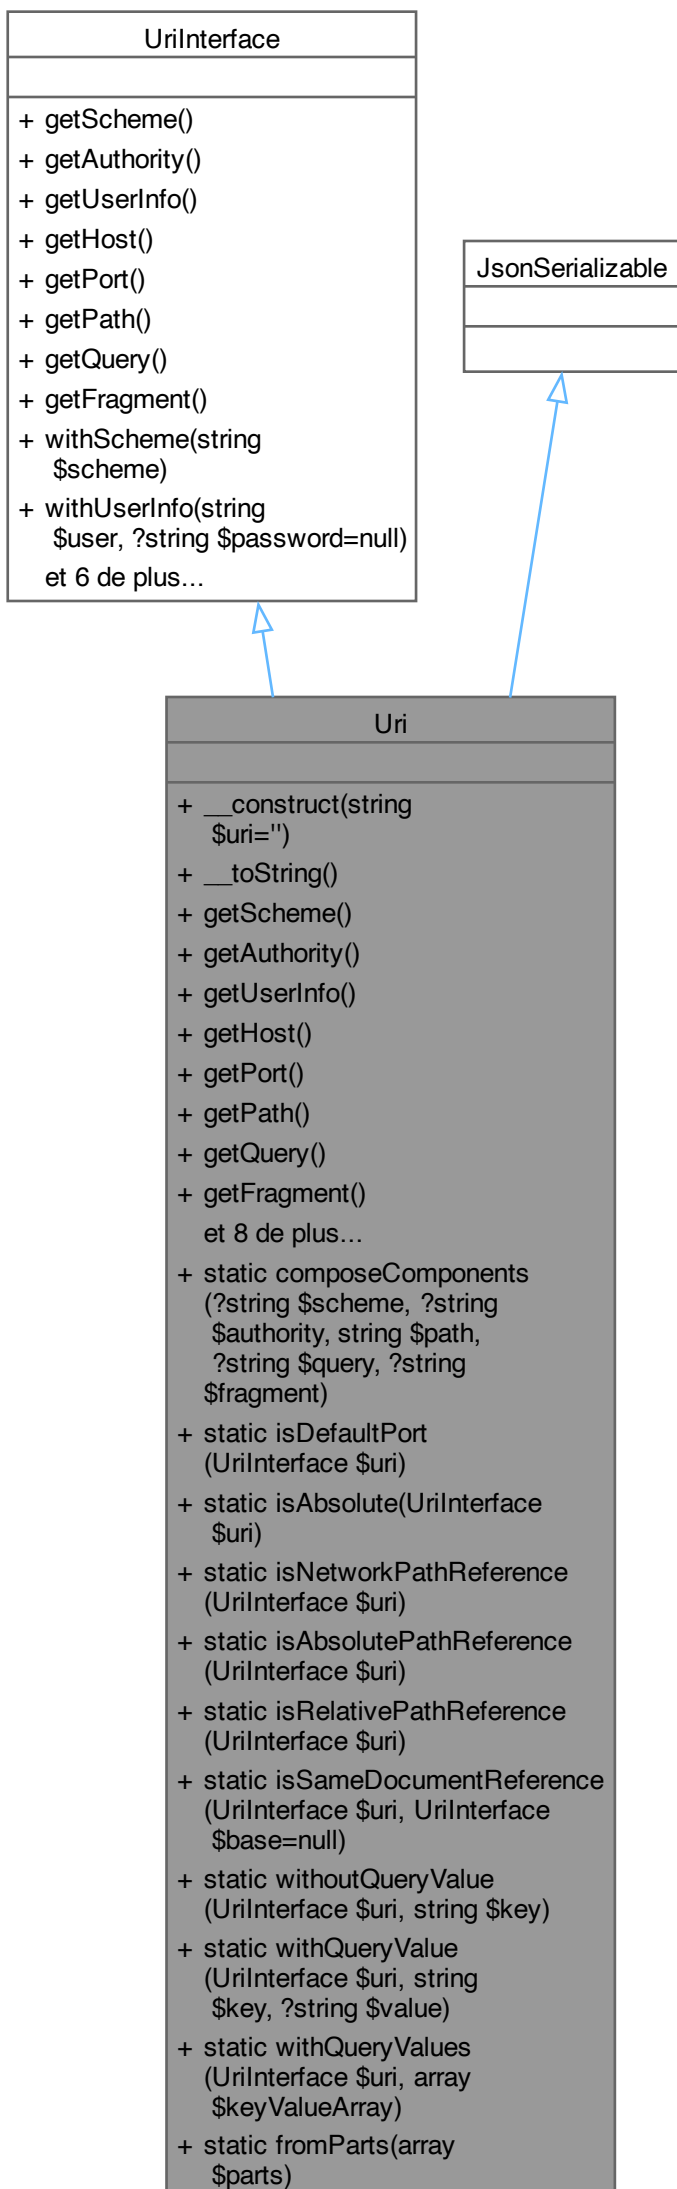 UriInterface
+ getScheme()
+ getAuthority()
+ getUserInfo()
+ getHost()
+ getPort()
+ getPath()
+ getQuery()
+ getFragment()
+ withScheme(string
$scheme)
+ withUserInfo(string
$user, ?string $password=null)
et 6 de plus...
JsonSerializable
Uri
+ __construct(string
$uri='')
+ __toString()
+ getScheme()
+ getAuthority()
+ getUserInfo()
+ getHost()
+ getPort()
+ getPath()
+ getQuery()
+ getFragment()
et 8 de plus...
+ static composeComponents
(?string $scheme, ?string
$authority, string $path,
?string $query, ?string
$fragment)
+ static isDefaultPort
(UriInterface $uri)
+ static isAbsolute(UriInterface
$uri)
+ static isNetworkPathReference
(UriInterface $uri)
+ static isAbsolutePathReference
(UriInterface $uri)
+ static isRelativePathReference
(UriInterface $uri)
+ static isSameDocumentReference
(UriInterface $uri, UriInterface
$base=null)
+ static withoutQueryValue
(UriInterface $uri, string $key)
+ static withQueryValue
(UriInterface $uri, string
$key, ?string $value)
+ static withQueryValues
(UriInterface $uri, array
$keyValueArray)
+ static fromParts(array
$parts)